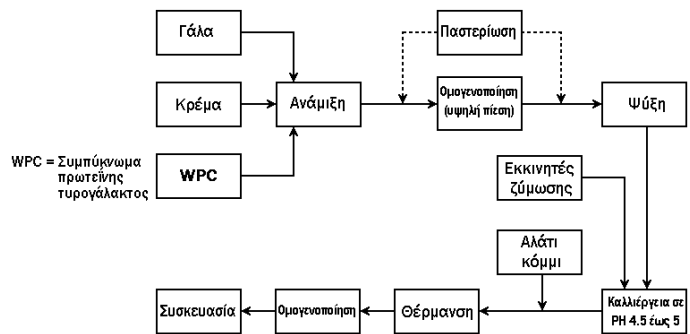 Γάλα
Παστερίωση
Κρέμα
Ανάμιξη
Ομογενοποίηση
(υψηλή πίεση)
Ψύξη
WPC = Συμπύκνωμα
πρωτεΐνης
τυρογάλακτος
WPC
Εκκινητές
ζύμωσης
Αλάτι
κόμμι
Συσκευασία
Ομογενοποίηση
Θέρμανση
Καλλιέργεια σε
PH 4.5 έως 5